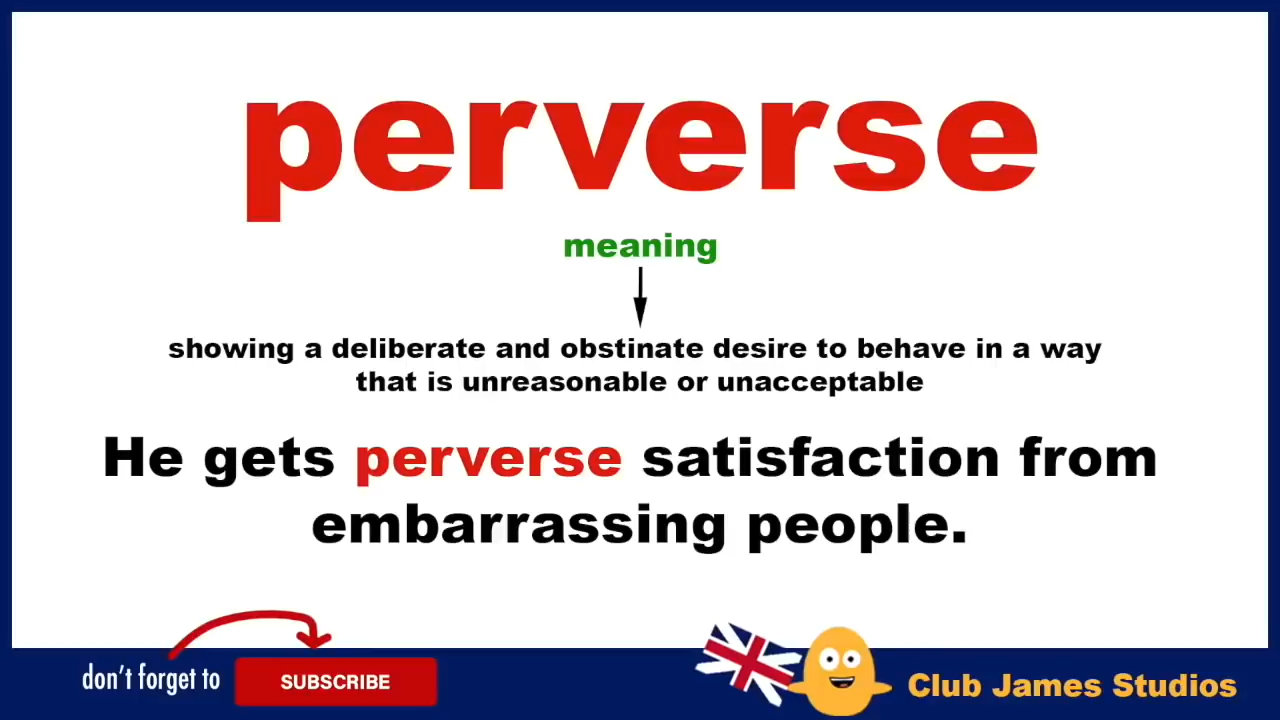 perverse
meaning
showing a deliberate and obstinate desire to behave in a way
that is unreasonable or unacceptable
He gets perverse satisfaction from
embarrassing people.
don't forget to SUBSCRIBE
Club James Studios